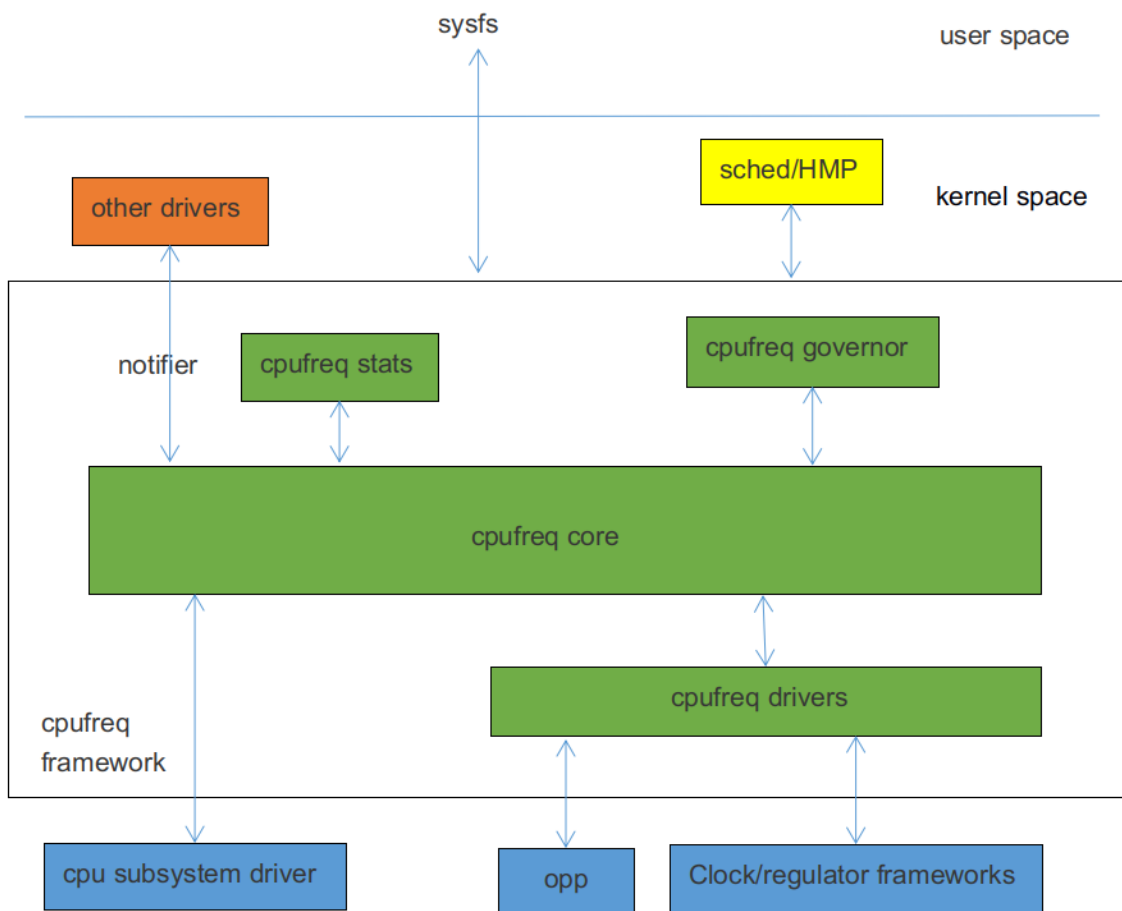 sysfs
user space
sched/HMP
kernel space
other drivers
notifier
cpufreq stats
cpufreq governor
cpufreq core
cpufreq drivers
cpufreq
framework
cpu subsystem driver
opp
Clock/regulator frameworks